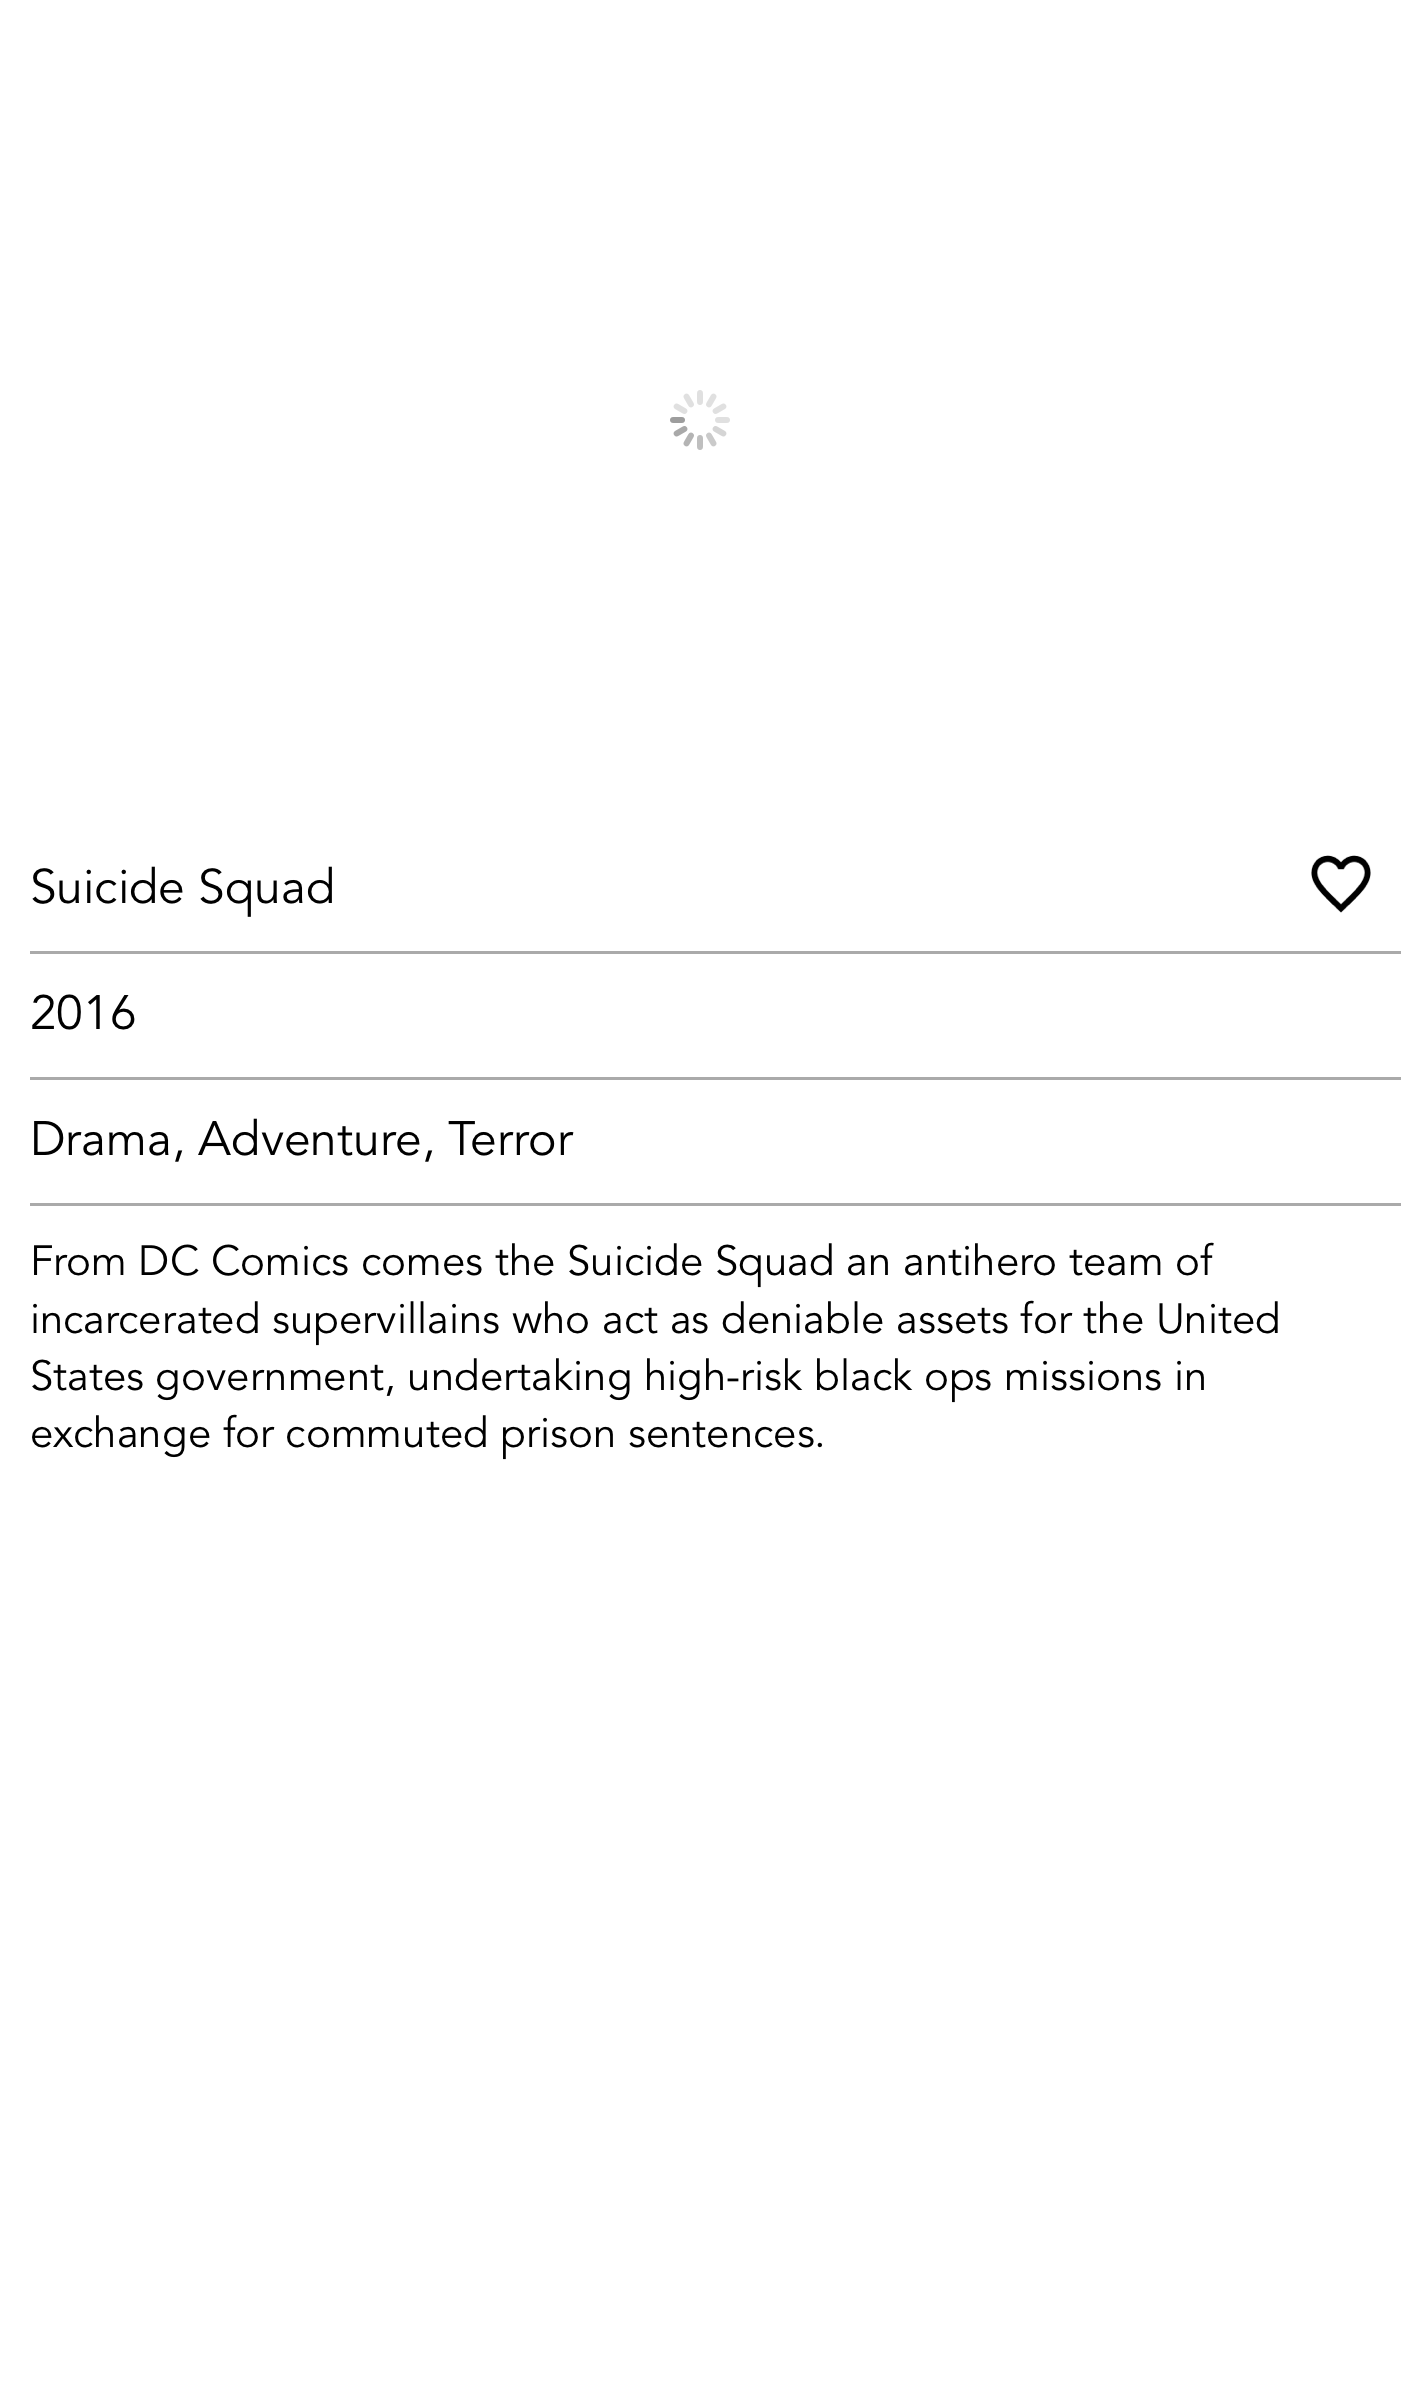 Suicide Squad
2016
Drama, Adventure, Terror
From DC Comics comes the Suicide Squad an antihero team of
incarcerated supervillains who act as deniable assets for the United
States government, undertaking high-risk black ops missions in
exchange for commuted prison sentences.